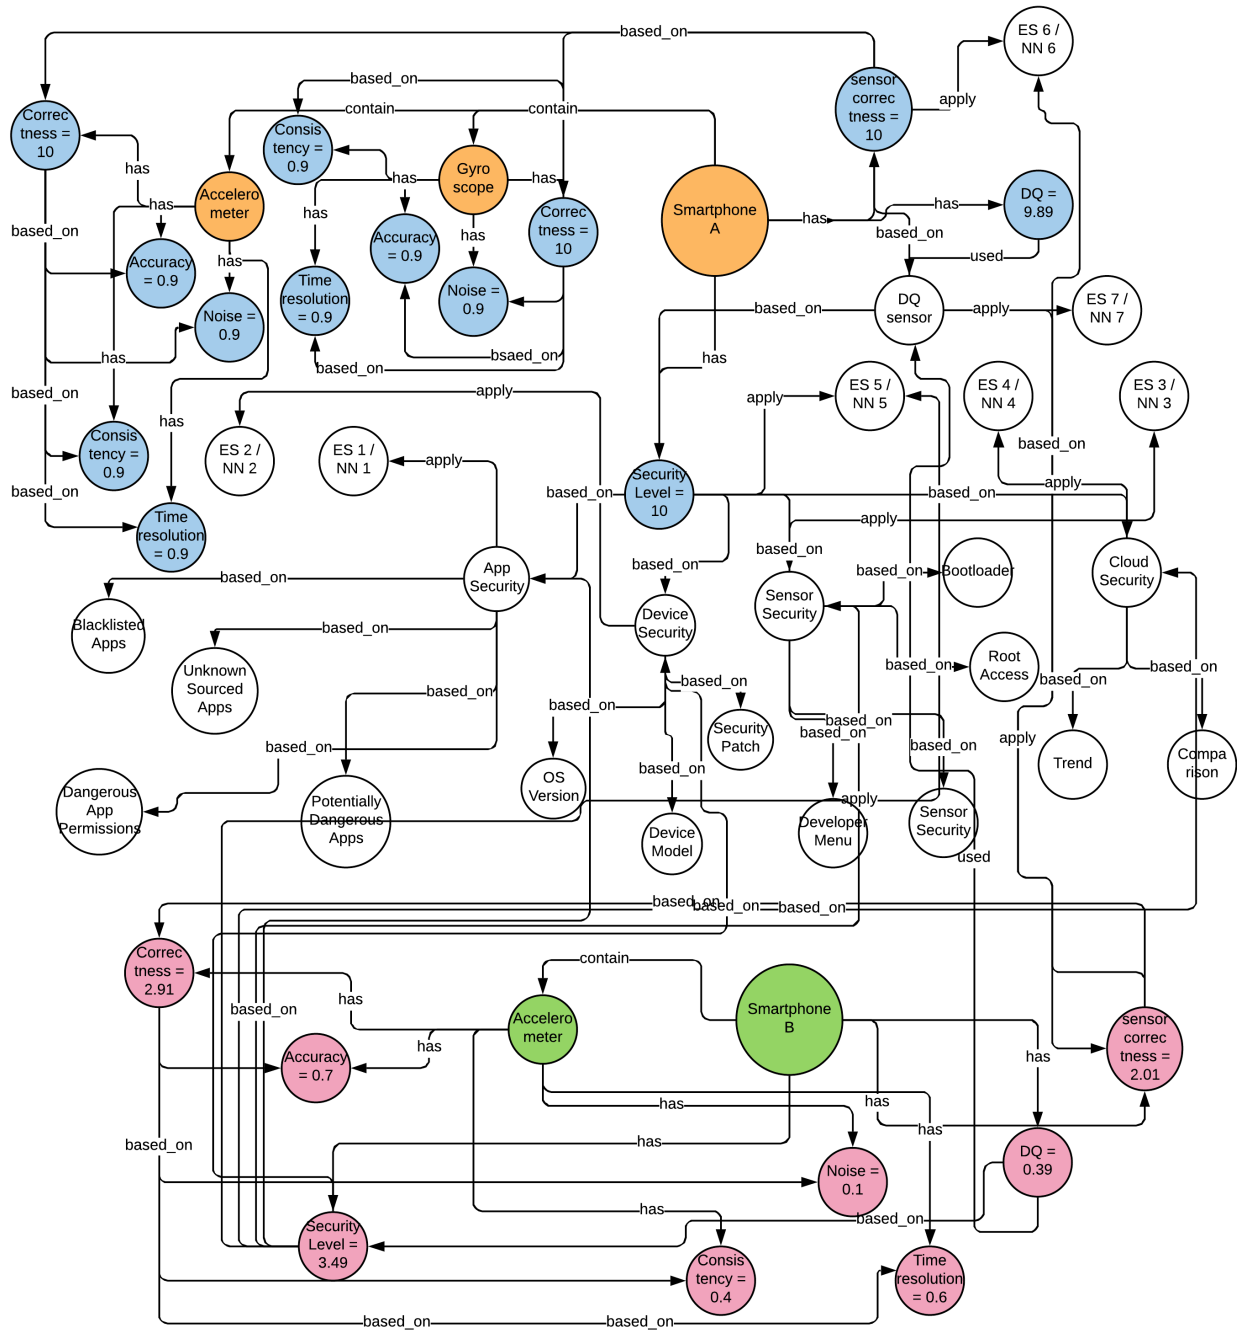 based_on
ES 6 /
NN 6
based_on
sensor
correc
tness =
10
apply
contain
contain
Correc
tness =
10
Consis
tency =
0.9
has
Gyro
scope
has
has
Accelero
meter
has
has
Smartphone
A
has
has
DQ =
9.89
Correc
tness =
10
based_on
based_on
has
Accuracy
= 0.9
has
has
Accuracy
= 0.9
used
Time
resolution
= 0.9
Noise =
0.9
DQ
sensor
Noise =
0.9
based_on
apply
ES 7 /
NN 7
has
bsaed_on
has
based_on
based_on
apply
apply
ES 5 /
NN 5
ES 4 /
NN 4
ES 3 /
NN 3
has
Consis
tency =
0.9
ES 2 /
NN 2
ES 1 /
NN 1
apply
based_on
based_on
Security
Level =
10
based_on
based_on
apply
Time
resolution
= 0.9
apply
based_on
based_on
App
Security
based_on
based_on
Bootloader
Cloud
Security
Blacklisted
Apps
based_on
Device
Security
Sensor
Security
Unknown
Sourced
Apps
based_on
based_on
based_on
Root
Access
based_on
based_on
based_on
based_on
Security
Patch
based_on
based_on
based_on
based_on
apply
based_on
OS
Version
Trend
Compa
rison
Dangerous
App
Permissions
Potentially
Dangerous
Apps
apply
Device
Model
Developer
Menu
Sensor
Security
used
based_on
based_on
based_on
Correc
tness =
2.91
contain
has
based_on
Accelero
meter
Smartphone
B
sensor
correc
tness =
2.01
Accuracy
= 0.7
has
has
has
has
has
based_on
has
Noise =
0.1
DQ =
0.39
has
based_on
Security
Level =
3.49
Consis
tency =
0.4
Time
resolution
= 0.6
based_on
based_on